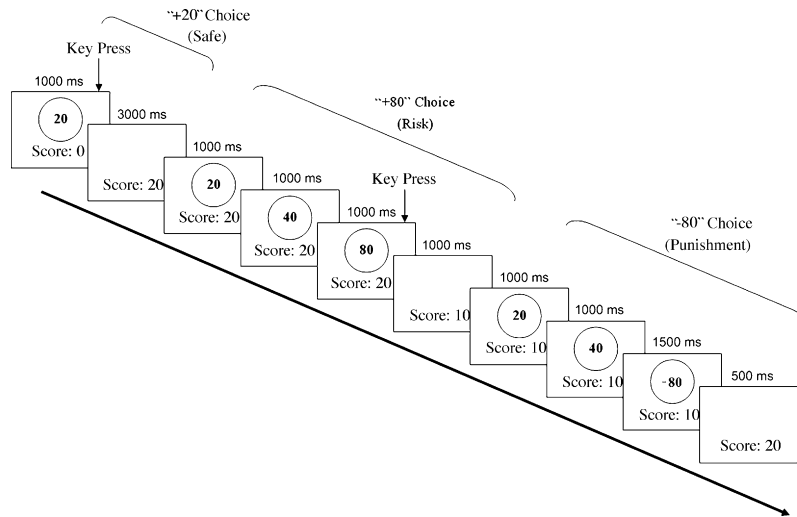 “+20” Choice
(Safe)
Key Press
1000 ms
20
Score: 0
3000 ms
Score: 20
“+80” Choice
(Risk)
1000 ms
20
Score: 20
1000 ms
40
Score: 20
Key Press
1000 ms
80
Score: 20
1000 ms
Score: 10
“-80” Choice
(Punishment)
1000 ms
20
Score: 10
1000 ms
40
Score: 10
1500 ms
-80
Score: 10
500 ms
Score: 20